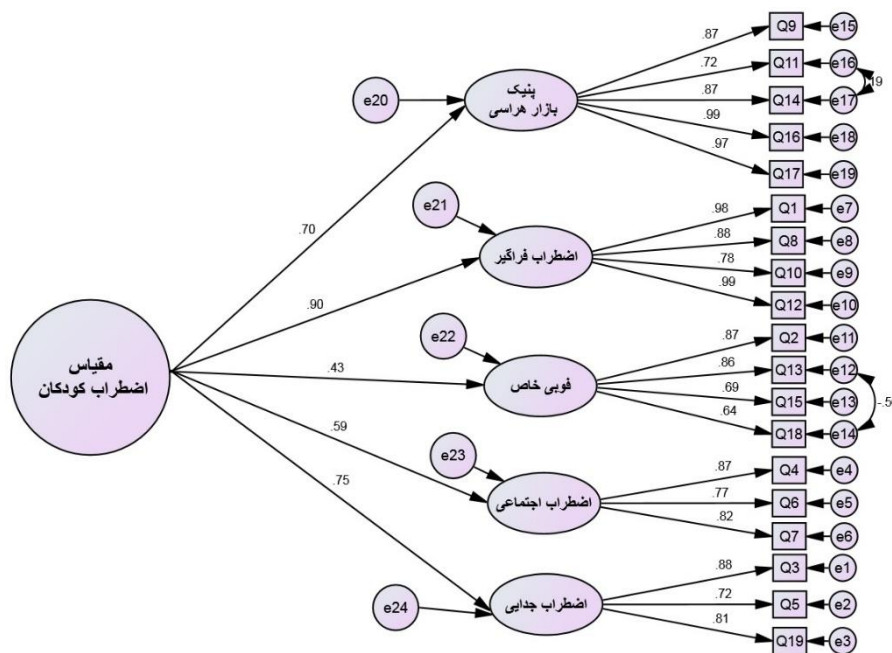 .87
Q9
e15
.72
Q11
e16
پنیک
بازار هراسی
e20
.87
Q14
e17
.99
Q16
e18
.97
Q17
e19
.70
e21
اضطراب فراگیر
.98
Q1
e7
.88
Q8
e8
.78
Q10
e9
.99
Q12
e10
.90
مقیاس
اضطراب کودکان
e22
فوبی خاص
.43
.87
Q2
e11
.86
Q13
e12
.69
Q15
e13
-.5
.64
Q18
e14
.59
e23
اضطراب اجتماعی
.87
Q4
e4
.77
Q6
e5
.82
Q7
e6
.75
e24
اضطراب جدایی
.88
Q3
e1
.72
Q5
e2
.81
Q19
e3